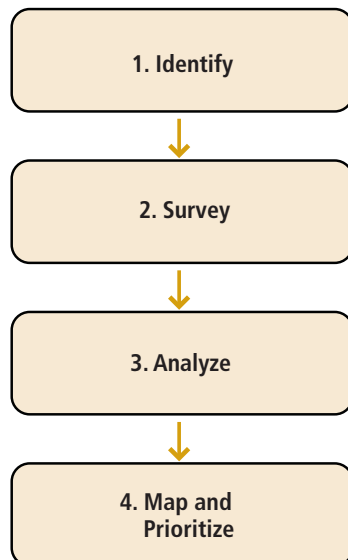 1. Identify
2. Survey
3. Analyze
4. Map and
Prioritize